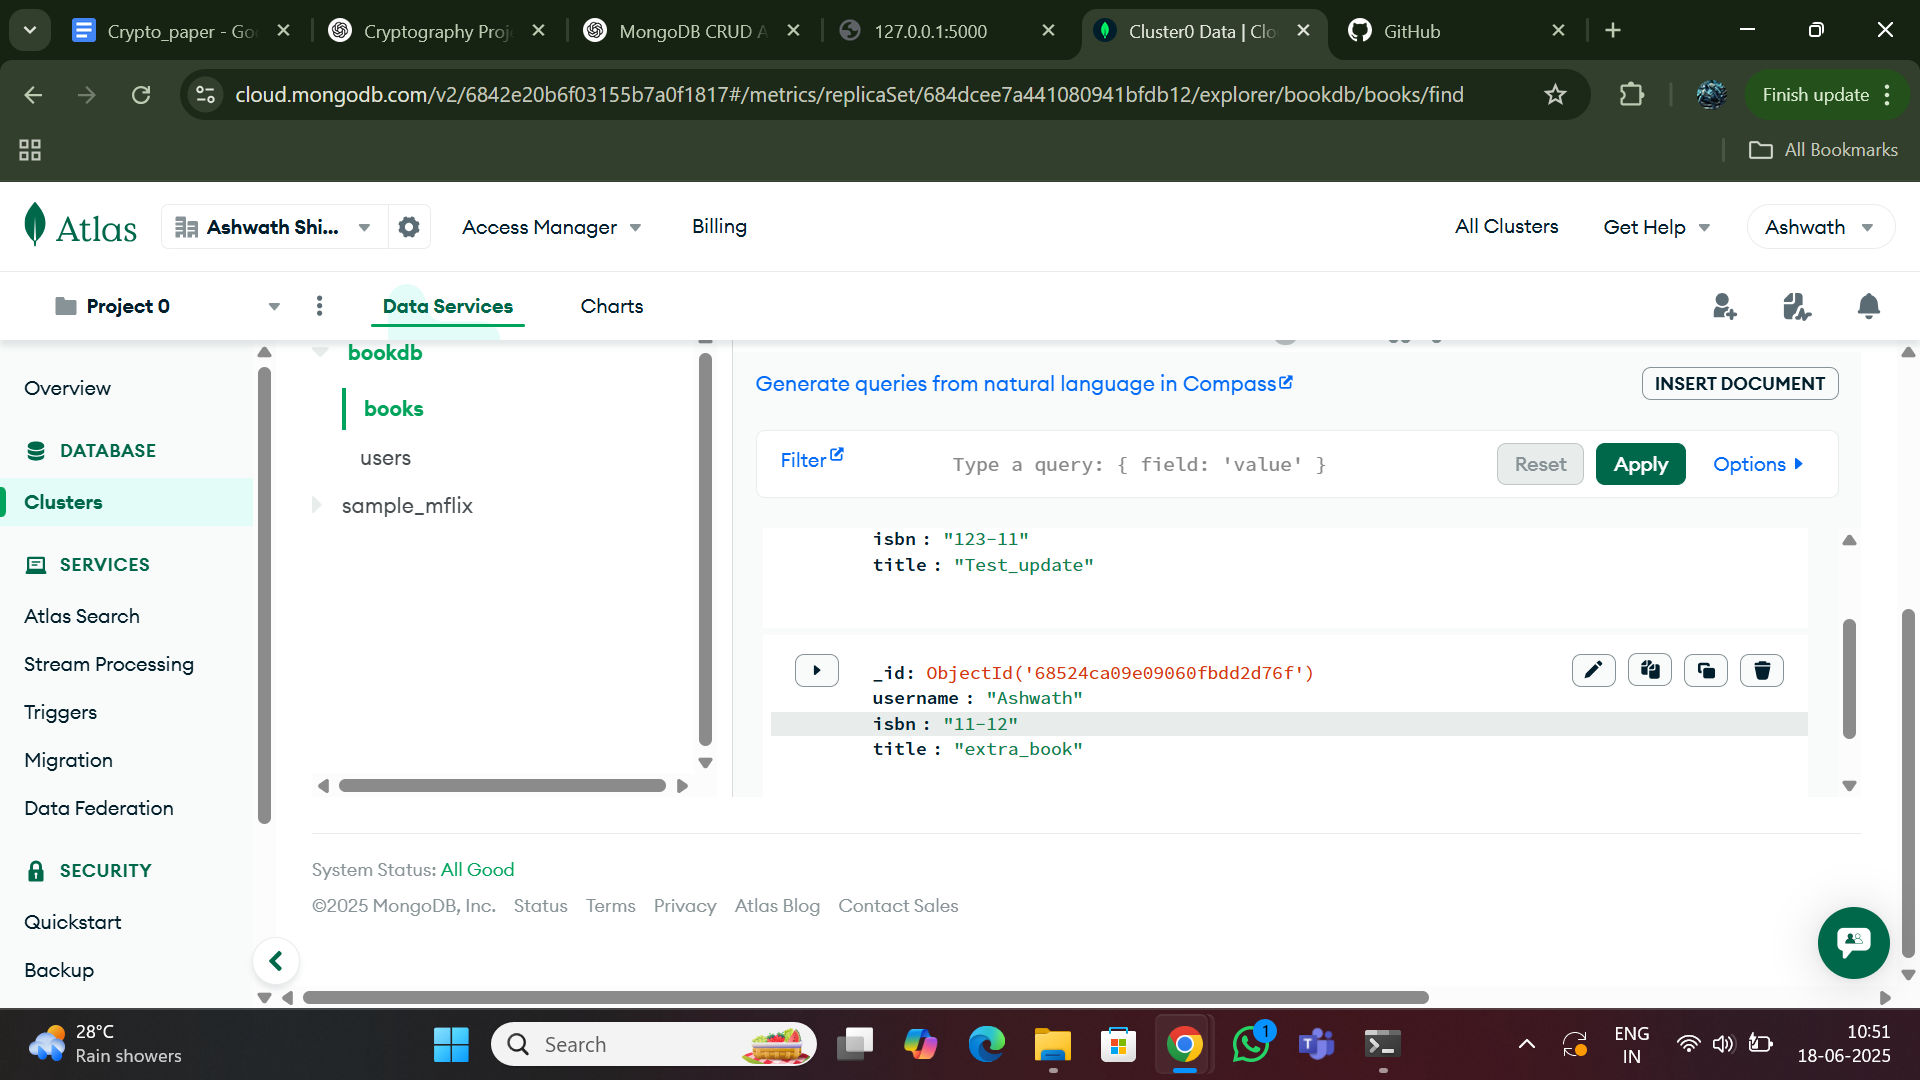 Crypto_paper - Go
Cryptography Proj
MongoDB CRUD A
127.0.0.1:5000
Cluster0 Data | Clo
GitHub
cloud.mongodb.com/v2/6842e20b6f03155b7a0f1817#/metrics/replicaSet/684dcee7a441080941bfdb12/explorer/bookdb/books/find
Finish update
All Bookmarks
Atlas
Ashwath Shi...
Access Manager
Billing
All Clusters
Get Help
Ashwath
Project 0
Data Services
Charts
Overview
DATABASE
Clusters
SERVICES
Atlas Search
Stream Processing
Triggers
Migration
Data Federation
SECURITY
Quickstart
Backup
bookdb
books
users
sample_mflix
Generate queries from natural language in Compass
INSERT DOCUMENT
Filter
Type a query: { field: 'value' }
Reset
Apply
Options
isbn : "123-11"
title : "Test_update"
_id: ObjectId('68524ca09e09060fbdd2d76f')
username : "Ashwath"
isbn : "11-12"
title : "extra_book"
System Status: All Good
©2025 MongoDB, Inc. Status Terms Privacy Atlas Blog Contact Sales
28°C
Rain showers
Search
1
ENG
IN
10:51
18-06-2025